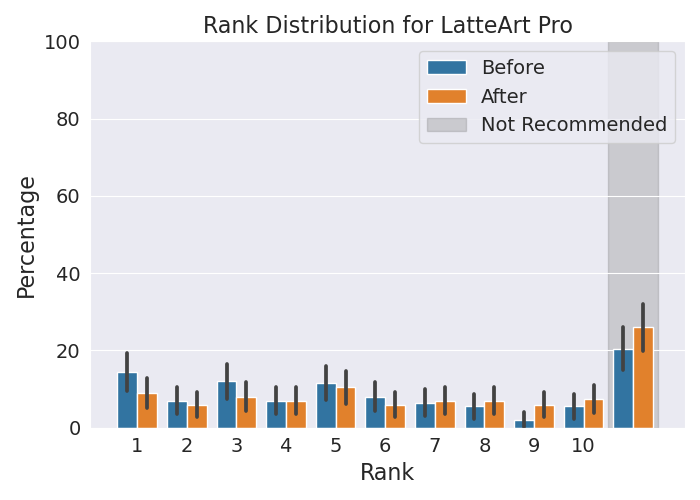 Rank Distribution for LatteArt Pro
100
80
60
40
20
0
Percentage
Before
After
Not Recommended
1 2 3 4 5 6 7 8 9 10
Rank